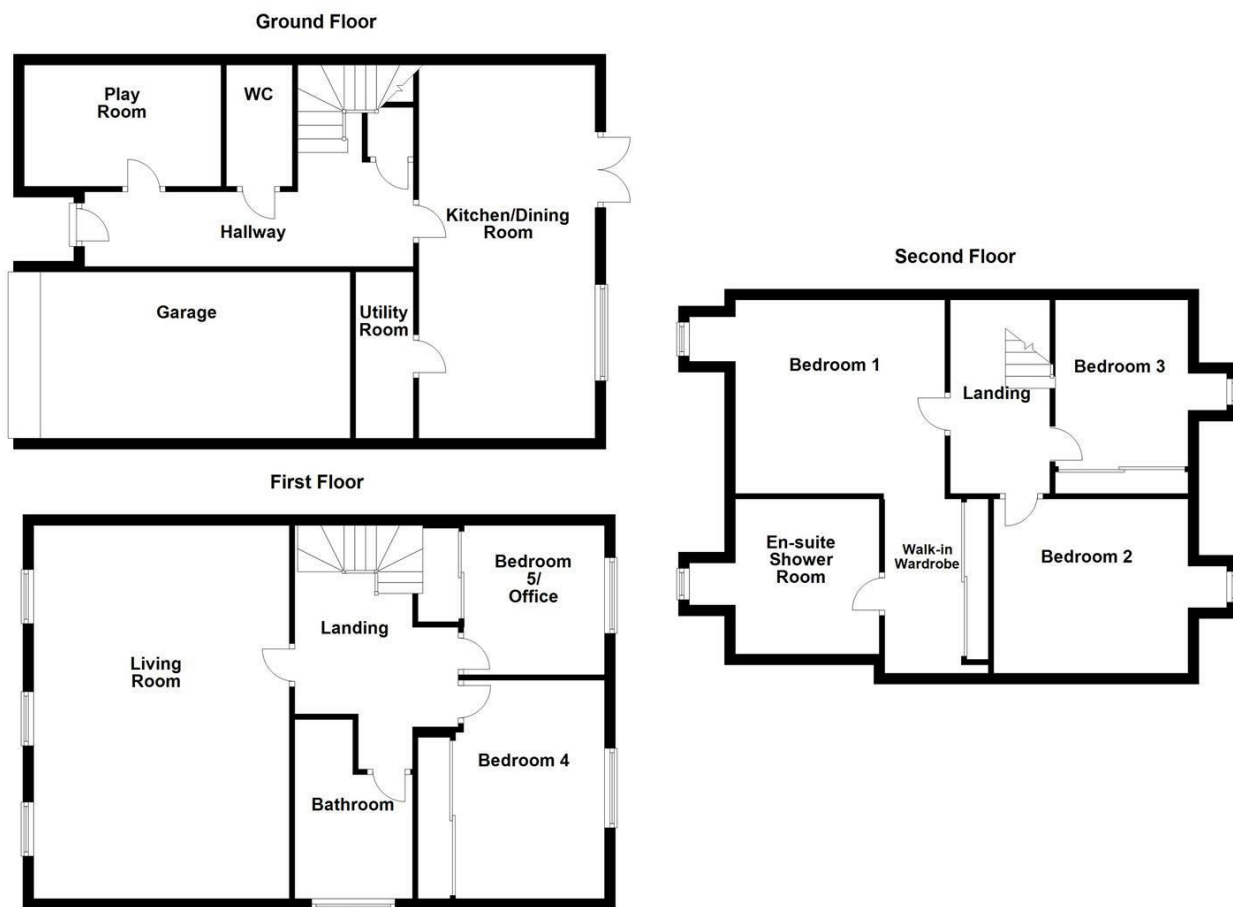 Ground Floor
Play
Room
WC
Hallway
Kitchen/Dining
Room
Garage
Utility
Room
First Floor
Living
Room
Landing
Bedroom
5/
Office
Bathroom
Bedroom 4
Second Floor
Bedroom 1
Landing
Bedroom 3
En-suite
Shower
Room
Walk-in
Wardrobe
Bedroom 2